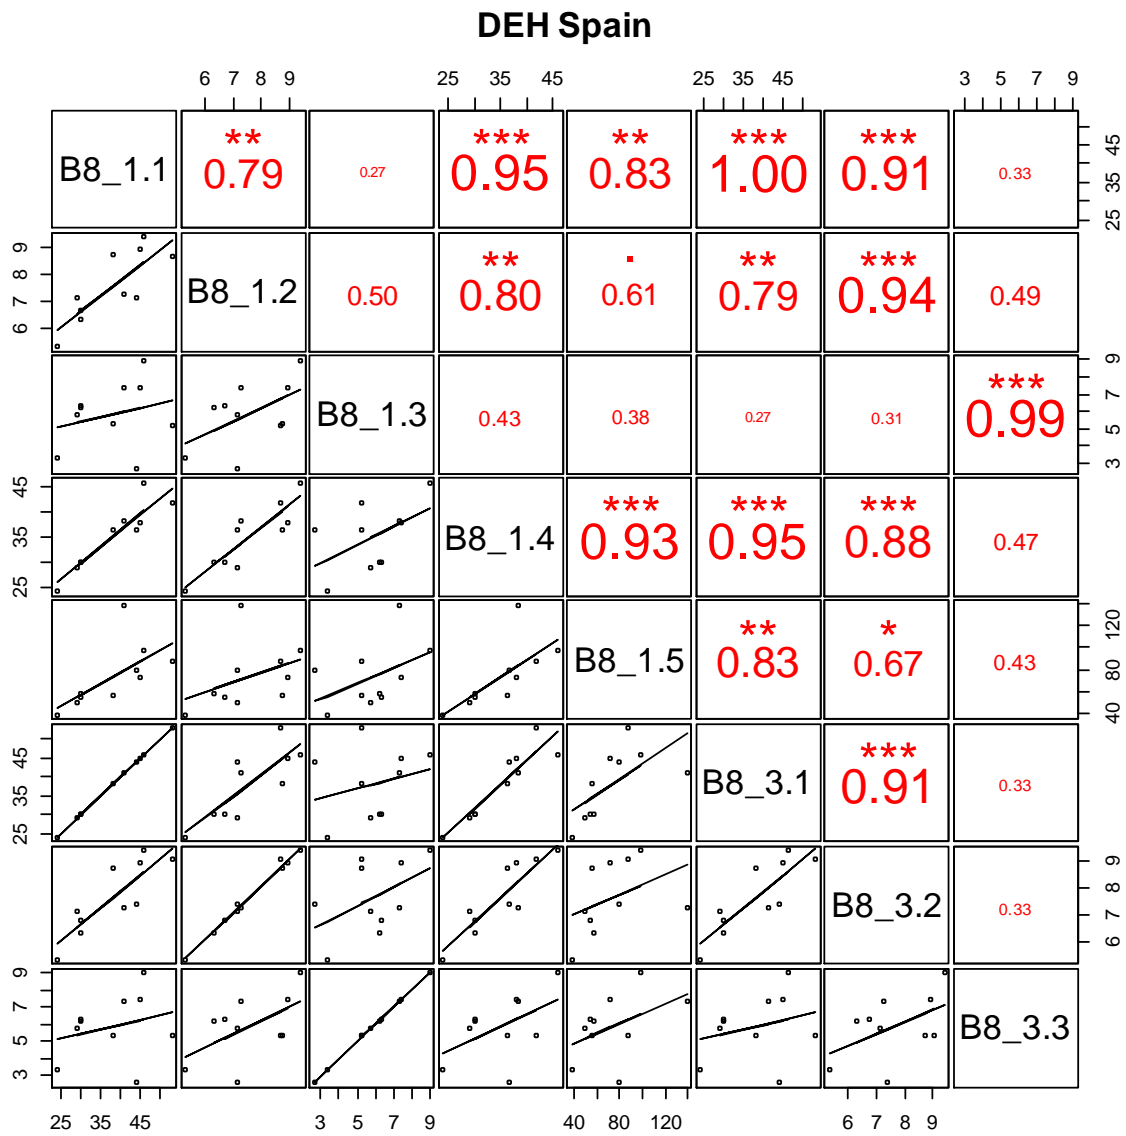 DEH Spain
6 7 8 9 25 35 45 25 35 45 3 5 7 9
** *** ** *** ***
B8_1.1 0.79 0.27 0.95 0.83 1.00 0.91 0.33
25 35 45
6 7 8 9
** . ** ***
B8_1.2 0.50 0.80 0.61 0.79 0.94 0.49
***
B8_1.3 0.43 0.38 0.27 0.31 0.99
3 5 7 9
25 35 45
*** *** ***
B8_1.4 0.93 0.95 0.88 0.47
** *
B8_1.5 0.83 0.67 0.43
40 80 120
25 35 45
***
B8_3.1 0.91 0.33
B8_3.2 0.33
6 7 8 9
3 5 7 9
B8_3.3
25 35 45 3 5 7 9 40 80 120 6 7 8 9